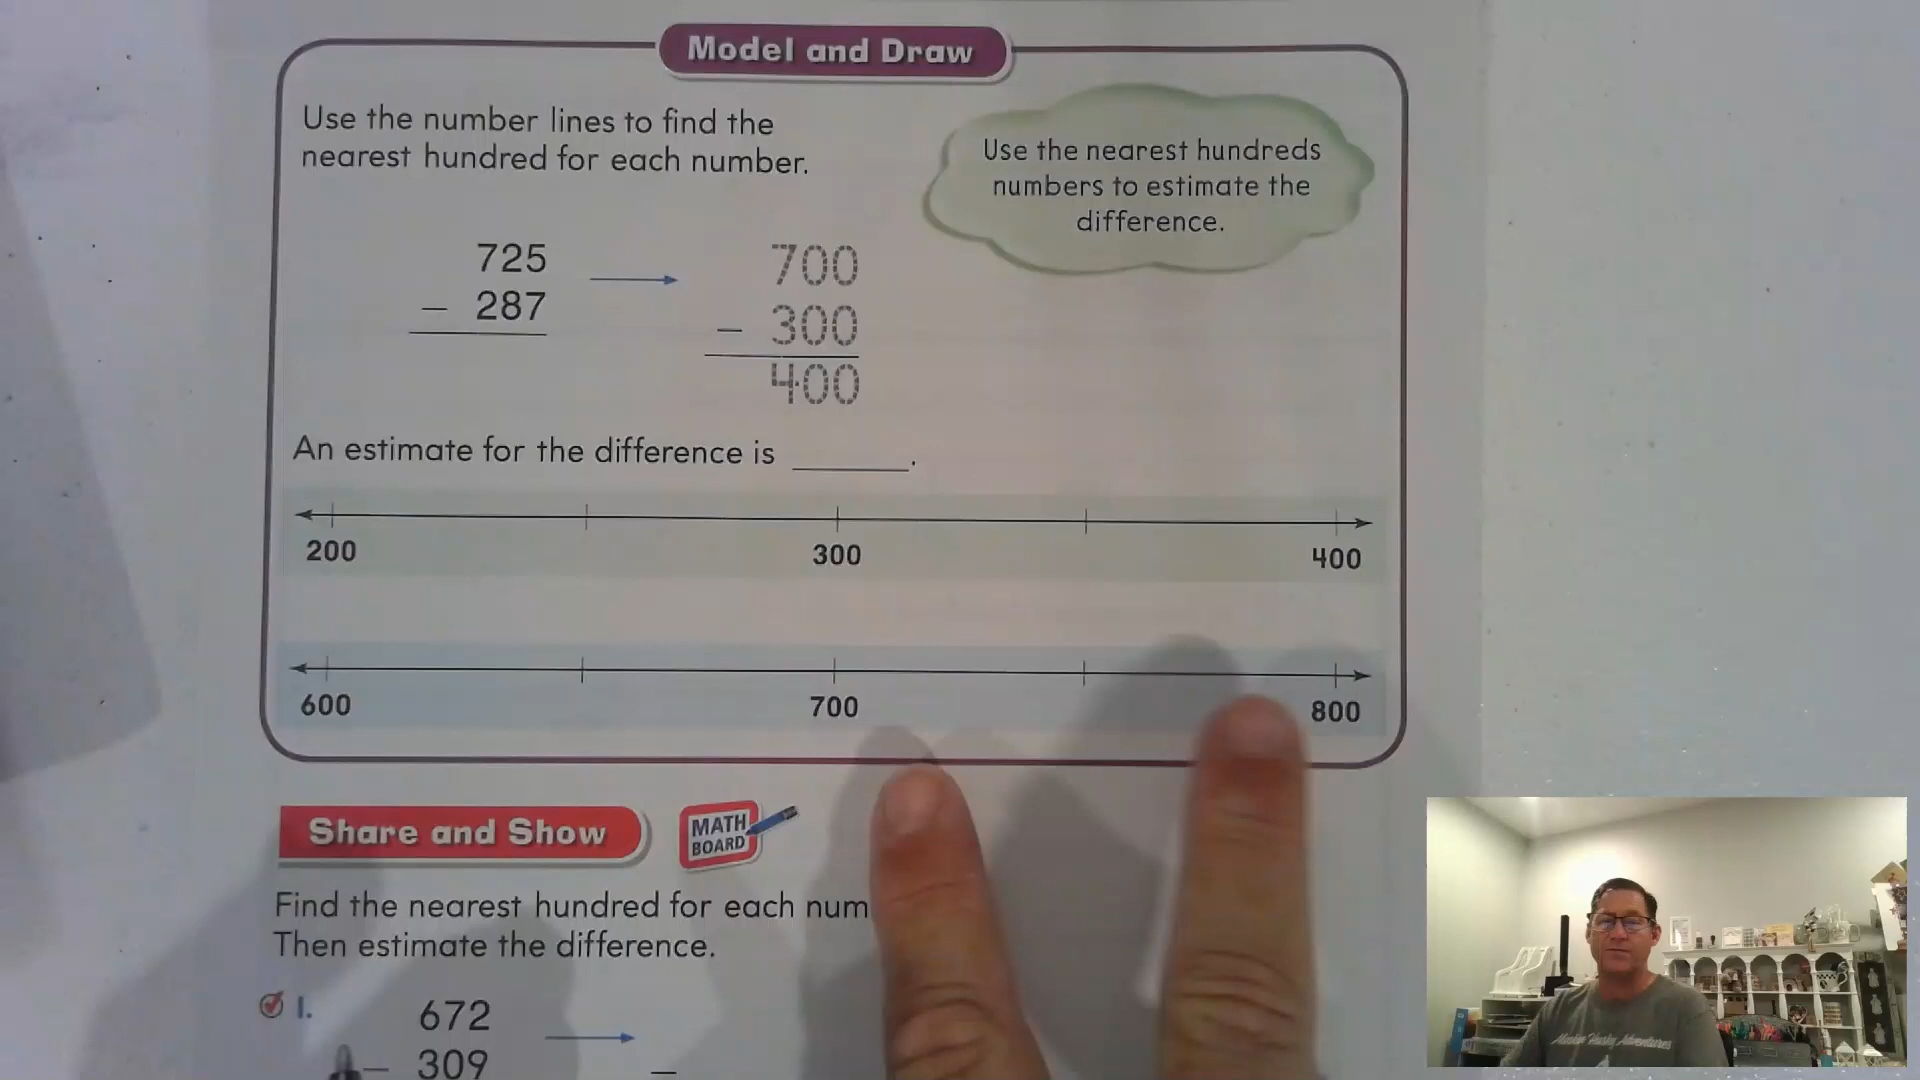 Model and Draw
Use the number lines to find the
nearest hundred for each number.
Use the nearest hundreds
numbers to estimate the
difference.
725
− 287
700
− 300
400
An estimate for the difference is ______.
200 300 400
600 700 800
Share and Show
MATH
BOARD
Find the nearest hundred for each num
Then estimate the difference.
1.
672
− 309
−